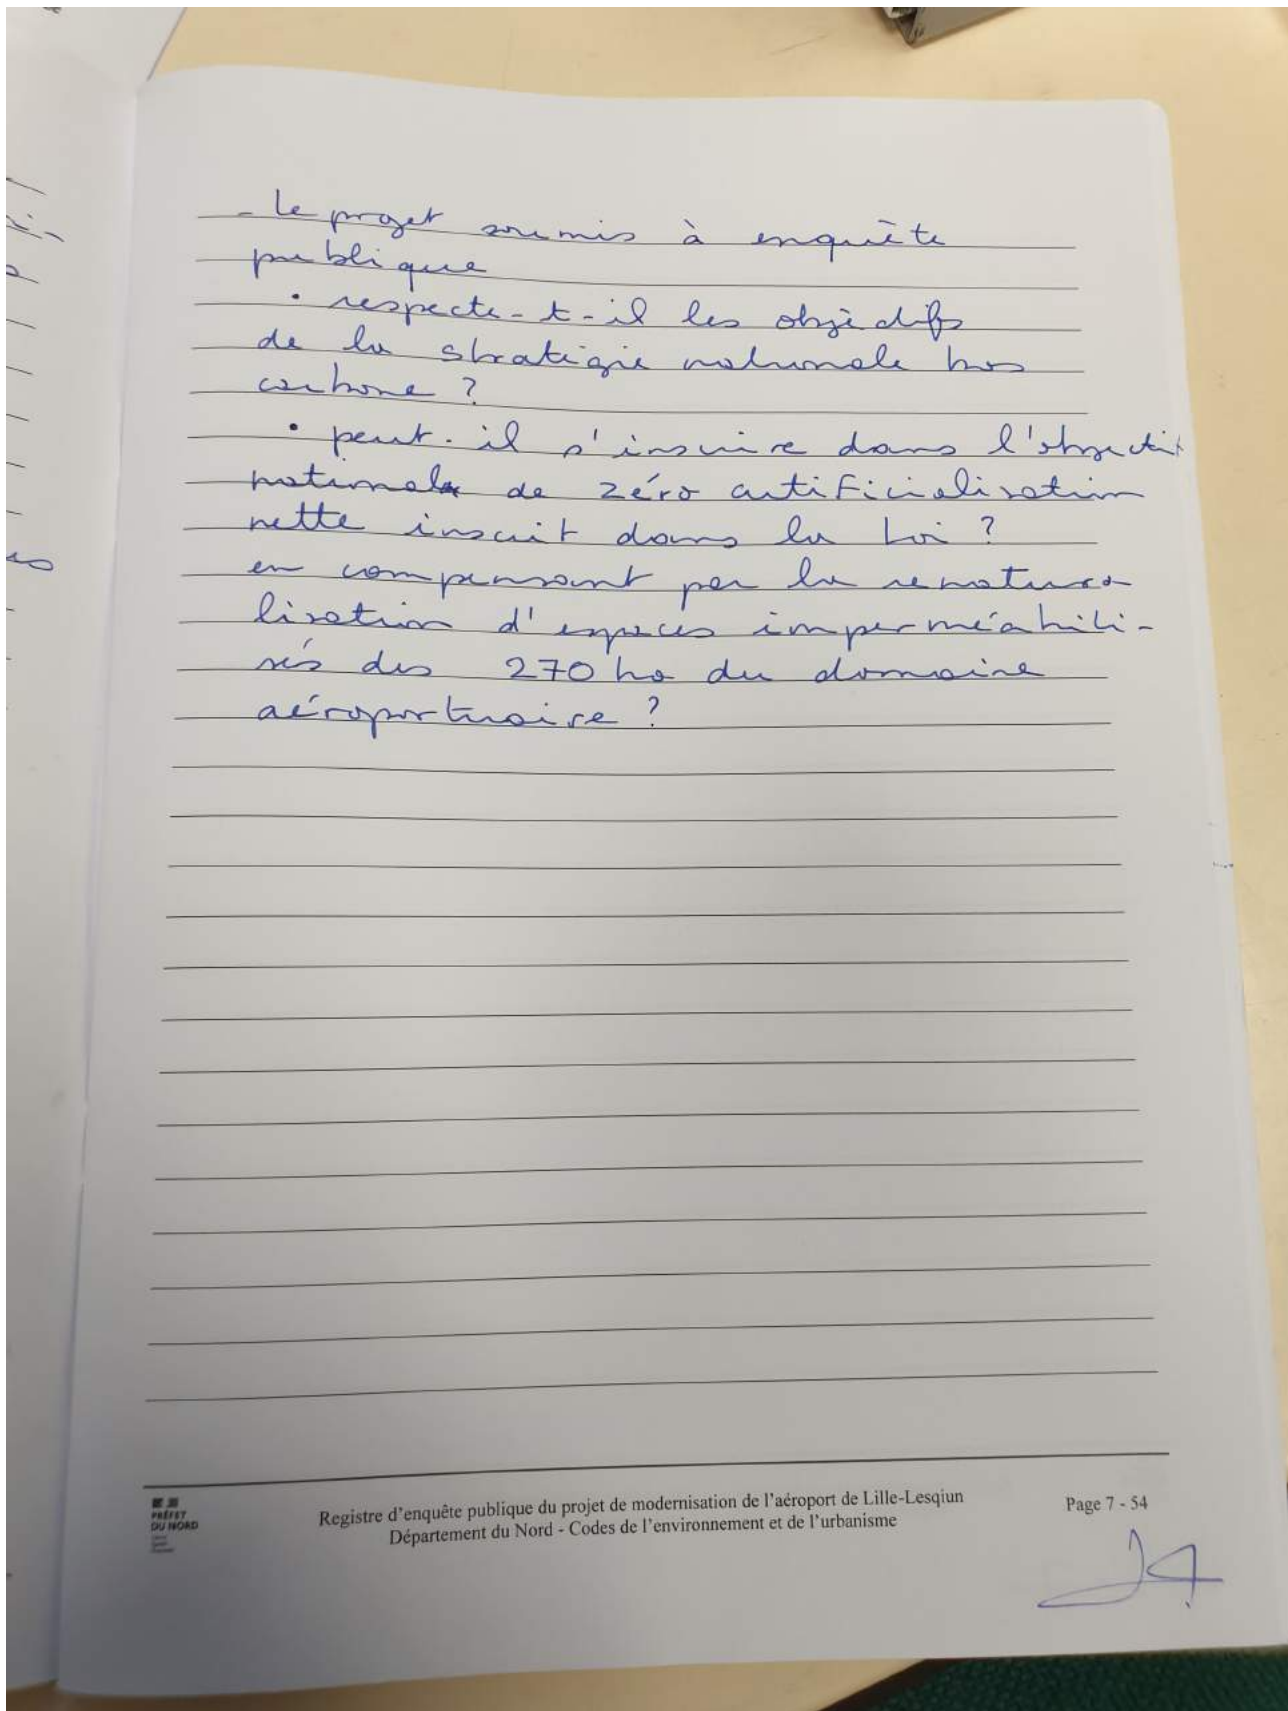 - Le projet soumis à enquête
publique
• respecte-t-il les objectifs
de la stratégie nationale bas
carbone ?
• peut-il s'inscrire dans l'objectif
national de zéro artificialisation
nette inscrit dans la Loi ?
en compensant par la renatura
lisation d'espaces imperméabili-
sés des 270 ha du domaine
aéroportuaire ?
PRÉFET
DU NORD
Registre d'enquête publique du projet de modernisation de l'aéroport de Lille-Lesqiun
Département du Nord - Codes de l'environnement et de l'urbanisme
Page 7 - 54